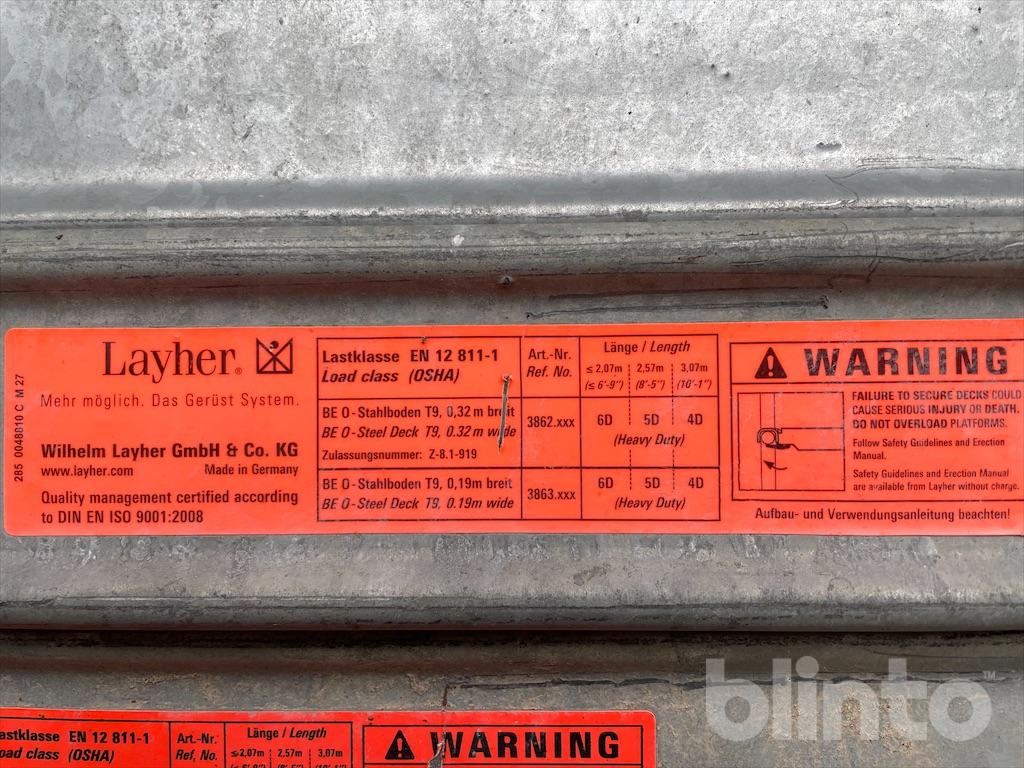 285 0048810 C M 27
Layher®
Mehr möglich. Das Gerüst System.
Wilhelm Layher GmbH & Co. KG
www.layher.com Made in Germany
Quality management certified according
to DIN EN ISO 9001:2008
Lastklasse EN 12 811-1
Load class (OSHA)
Art.-Nr.
Ref. No.
Länge / Length
≤ 2,07m 2,57m 3,07m
(≤ 6'-9") (8'-5") (10'-1")
BE O-Stahlboden T9, 0,32 m breit
BE O-Steel Deck T9, 0.32m wide
Zulassungsnummer: Z-8.1-919
3862.xxx
6D 5D 4D
(Heavy Duty)
BE O-Stahlboden T9, 0,19m breit
BE O-Steel Deck T9, 0.19m wide
3863.xxx
6D 5D 4D
(Heavy Duty)
WARNING
FAILURE TO SECURE DECKS COULD
CAUSE SERIOUS INJURY OR DEATH.
DO NOT OVERLOAD PLATFORMS.
Follow Safety Guidelines and Erection
Manual.
Safety Guidelines and Erection Manual
are available from Layher without charge.
Aufbau- und Verwendungsanleitung beachten!
astklasse EN 12 811-1
oad class (OSHA)
Art.-Nr.
Ref. No.
Länge / Length
≤ 2,07m 2,57m 3,07m
WARNING
blinto™